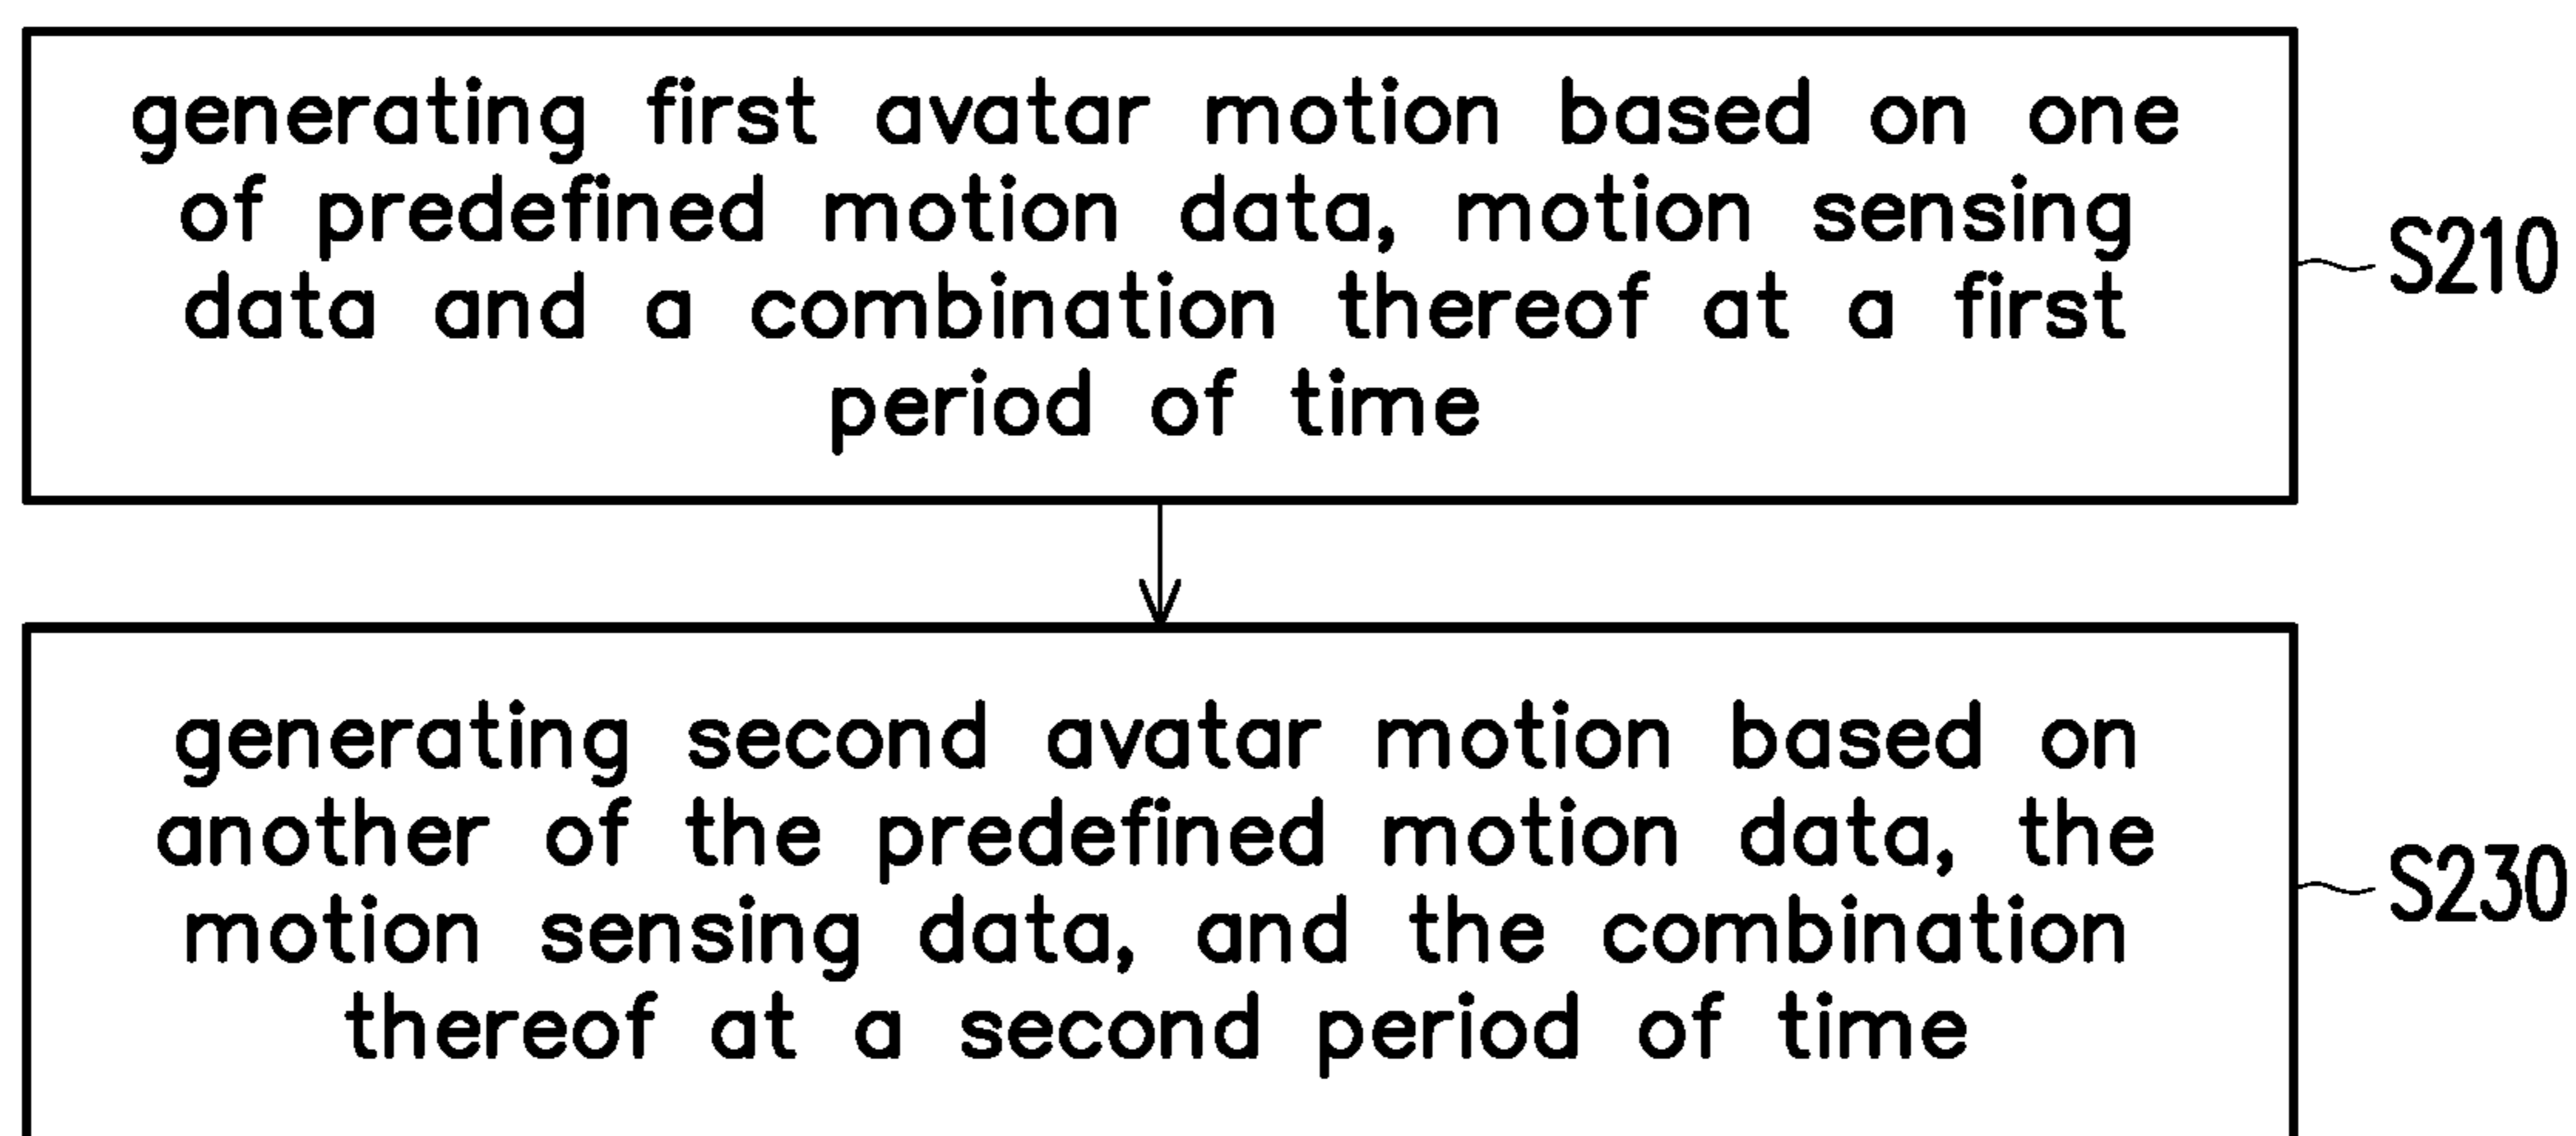 generating first avatar motion based on one
of predefined motion data, motion sensing
data and a combination thereof at a first
period of time
S210
generating second avatar motion based on
another of the predefined motion data, the
motion sensing data, and the combination
thereof at a second period of time
S230